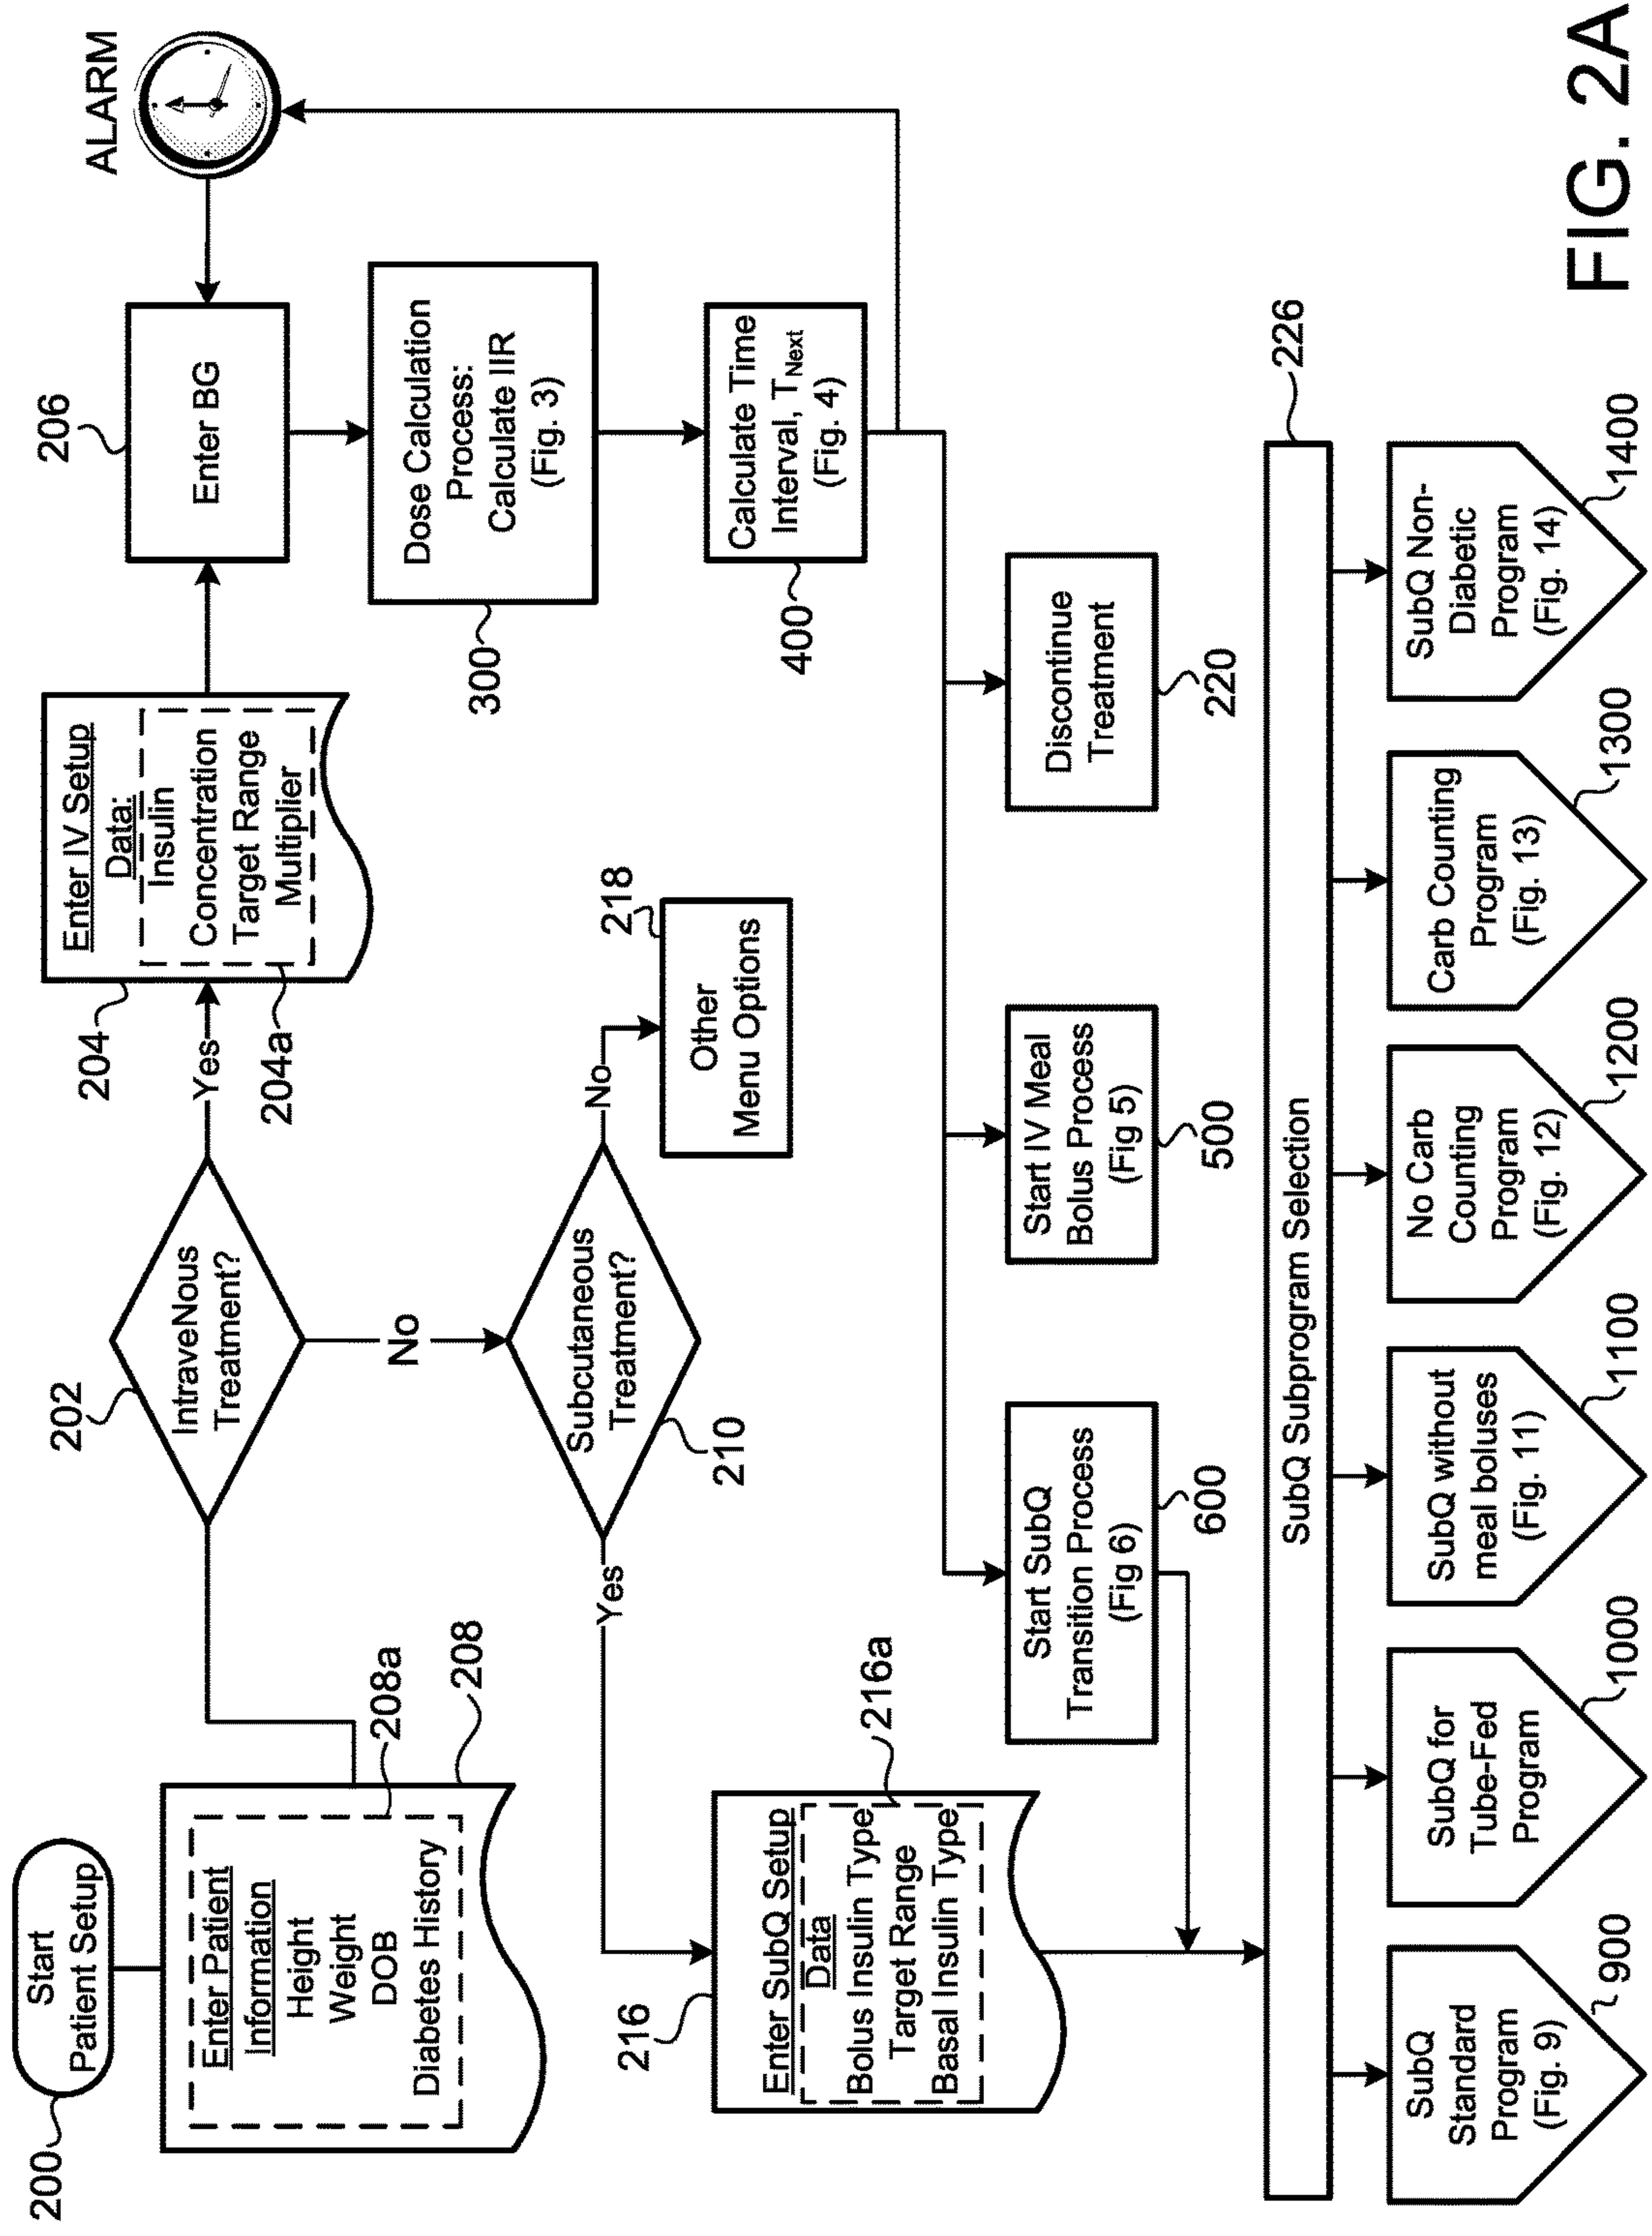 200
Start
Patient Setup
Enter Patient
Information
Height
Weight
DOB
Diabetes History
208a
208
202
IntraveNous
Treatment?
Yes
No
204
Enter IV Setup
Data:
Insulin
Concentration
Target Range
Multiplier
204a
206
Enter BG
ALARM
Dose Calculation
Process:
Calculate IIR
(Fig. 3)
300
Calculate Time
Interval, TNext
(Fig. 4)
400
Subcutaneous
Treatment?
210
Yes
No
218
Other
Menu Options
216
Enter SubQ Setup
Data
Bolus Insulin Type
Target Range
Basal Insulin Type
216a
Start SubQ
Transition Process
(Fig 6)
600
Start IV Meal
Bolus Process
(Fig 5)
500
Discontinue
Treatment
220
226
SubQ Subprogram Selection
SubQ
Standard
Program
(Fig. 9)
900
SubQ for
Tube-Fed
Program
1000
SubQ without
meal boluses
(Fig. 11)
1100
No Carb
Counting
Program
(Fig. 12)
1200
Carb Counting
Program
(Fig. 13)
1300
SubQ Non-
Diabetic
Program
(Fig. 14)
1400
FIG. 2A